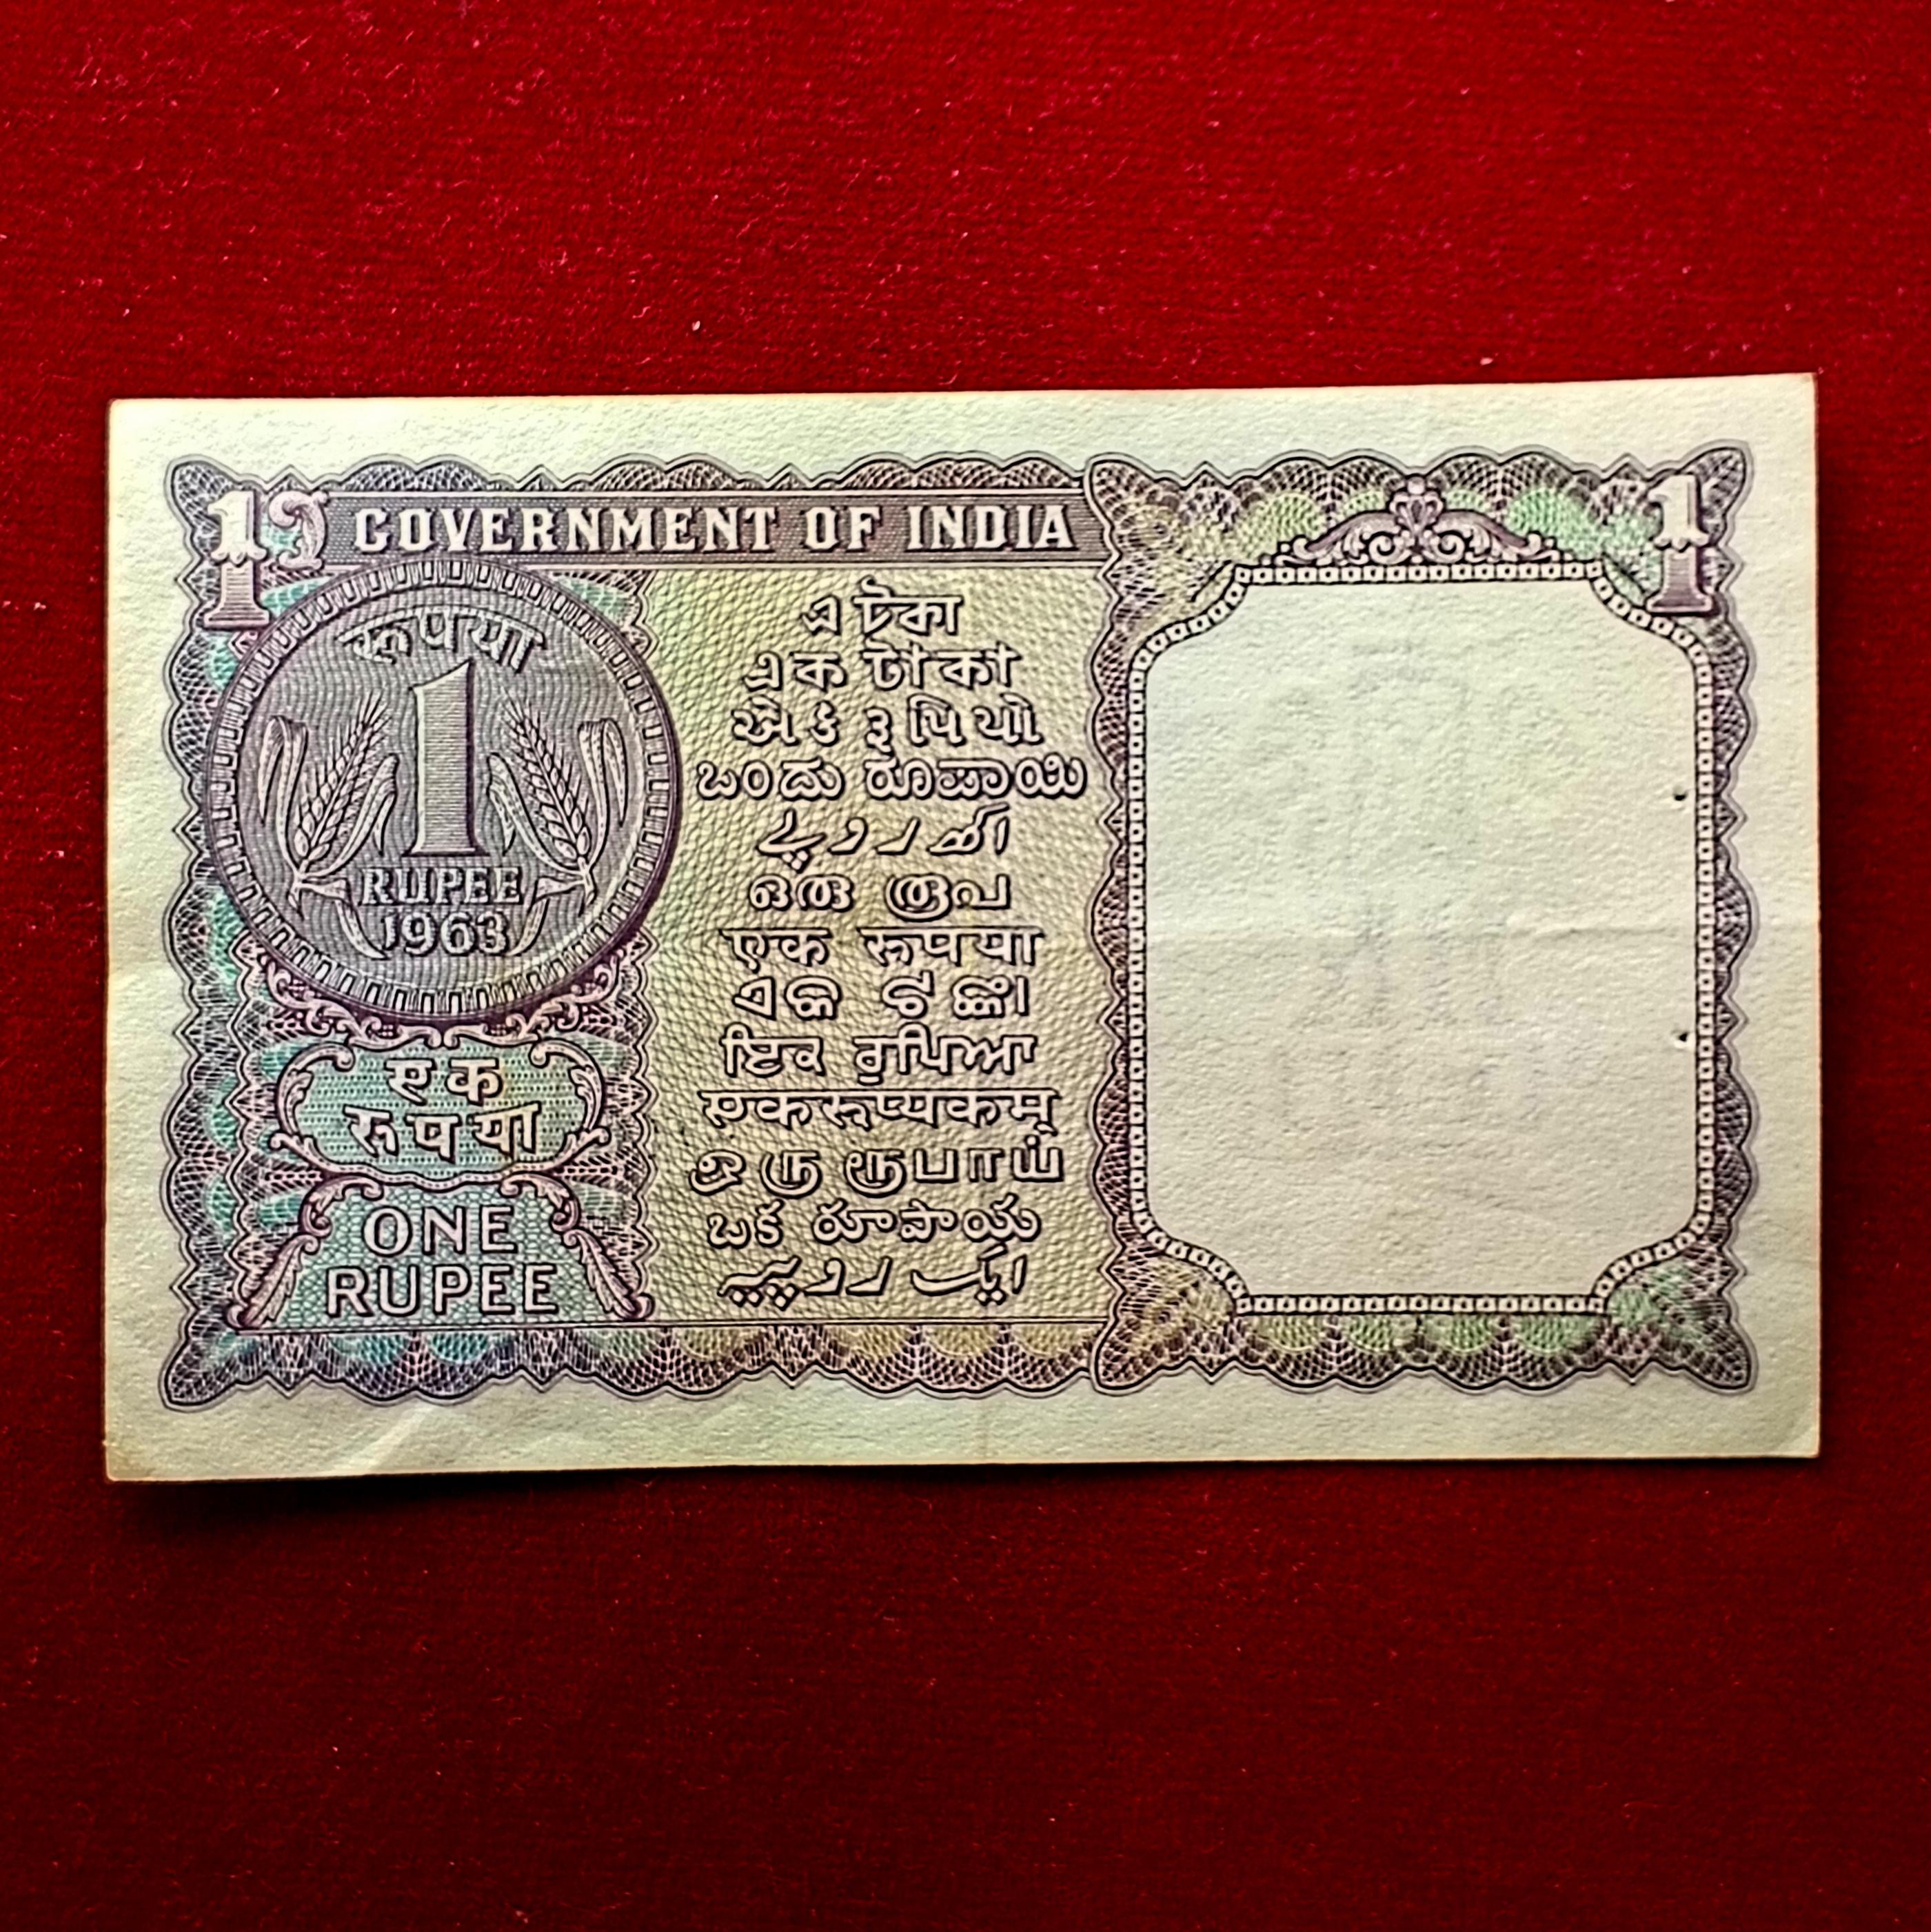 1 १ GOVERNMENT OF INDIA 1
रूपया
1
RUPEE
1963
एक
रूपया
ONE
RUPEE
এ টকা
এক টাকা
એક રૂપિયો
ಒಂದು ರೂಪಾಯಿ
اکھ روپے
ഒരു രൂപ
एक रूपया
ଏକ ଟଙ୍କା
ਇਕ ਰੁਪਿਆ
एकरूप्यकम्
ஒரு ரூபாய்
ఒక రూపాయ
ایک روپیہ